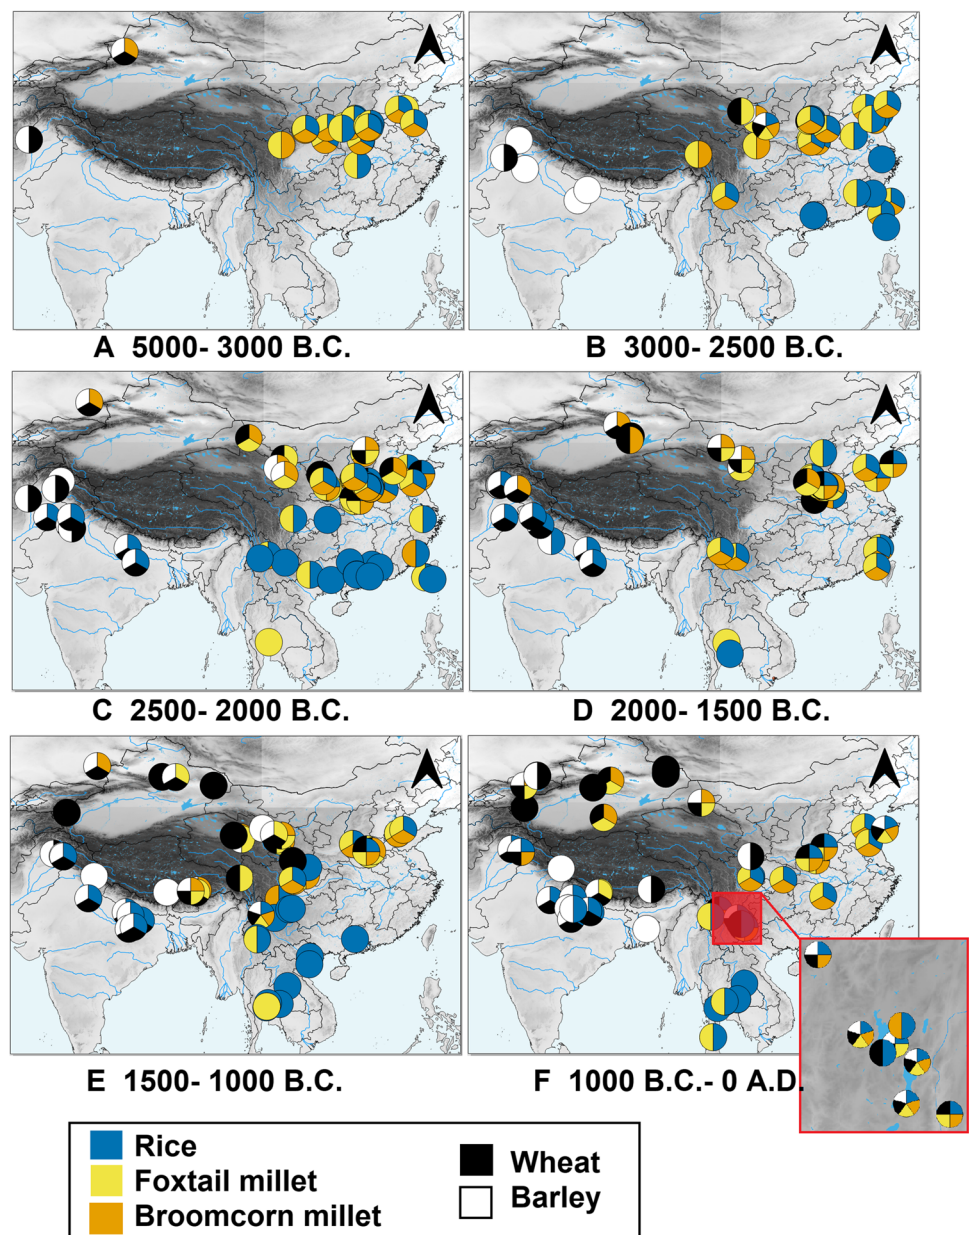 A 5000- 3000 B.C.
B 3000- 2500 B.C.
C 2500- 2000 B.C.
D 2000- 1500 B.C.
E 1500- 1000 B.C.
F 1000 B.C.- 0 A.D.
Rice
Foxtail millet
Broomcorn millet
Wheat
Barley